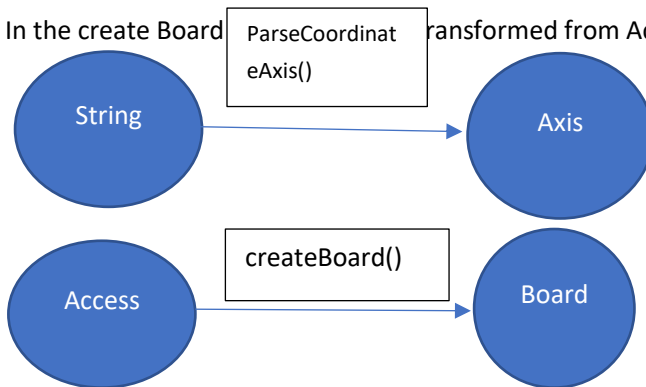 In the create Board ransformed from Ac
ParseCoordinat
eAxis()
String
Axis
createBoard()
Access
Board